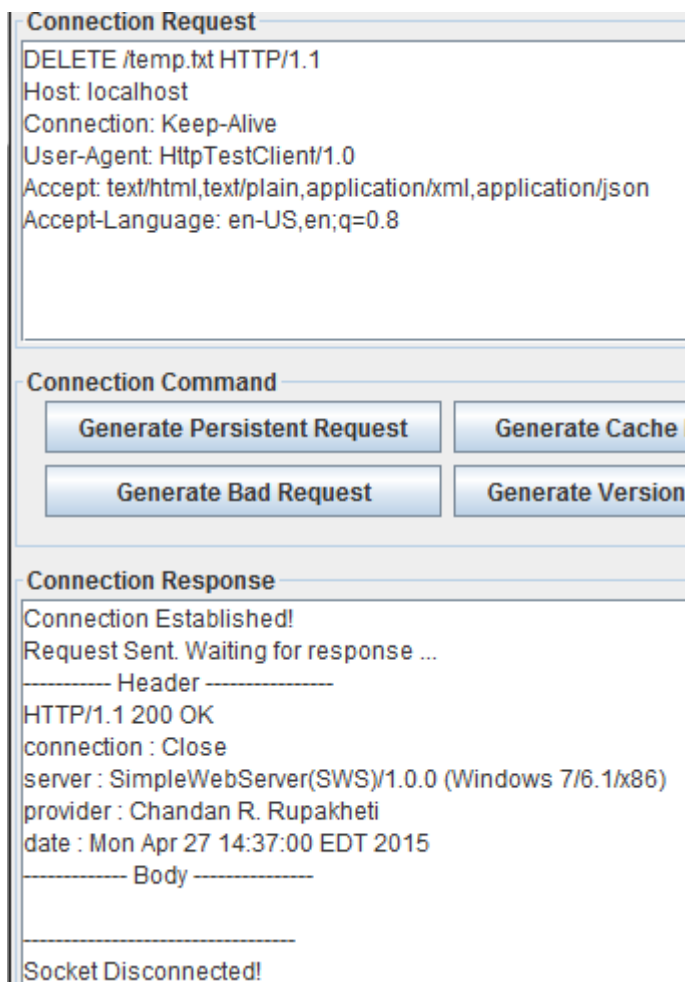 Connection Request
DELETE /temp.txt HTTP/1.1
Host: localhost
Connection: Keep-Alive
User-Agent: HttpTestClient/1.0
Accept: text/html,text/plain,application/xml,application/json
Accept-Language: en-US,en;q=0.8
Connection Command
Generate Persistent Request Generate Cache
Generate Bad Request Generate Version
Connection Response
Connection Established!
Request Sent. Waiting for response ...
----------- Header ----------------
HTTP/1.1 200 OK
connection : Close
server : SimpleWebServer(SWS)/1.0.0 (Windows 7/6.1/x86)
provider : Chandan R. Rupakheti
date : Mon Apr 27 14:37:00 EDT 2015
------------- Body ---------------
----------------------------------
Socket Disconnected!